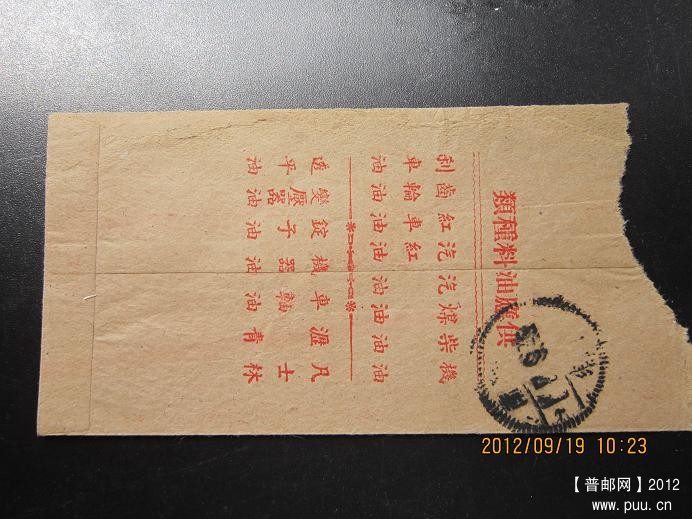 供應油料種類
機油
柴油
煤油
汽油
汽紅油
紅車油
齒輪油
刹車油
凡士林
瀝青
車軸油
機器油
錠子油
變壓器油
透平油
2012/09/19 10:23
【普邮网】2012
www.puu.cn